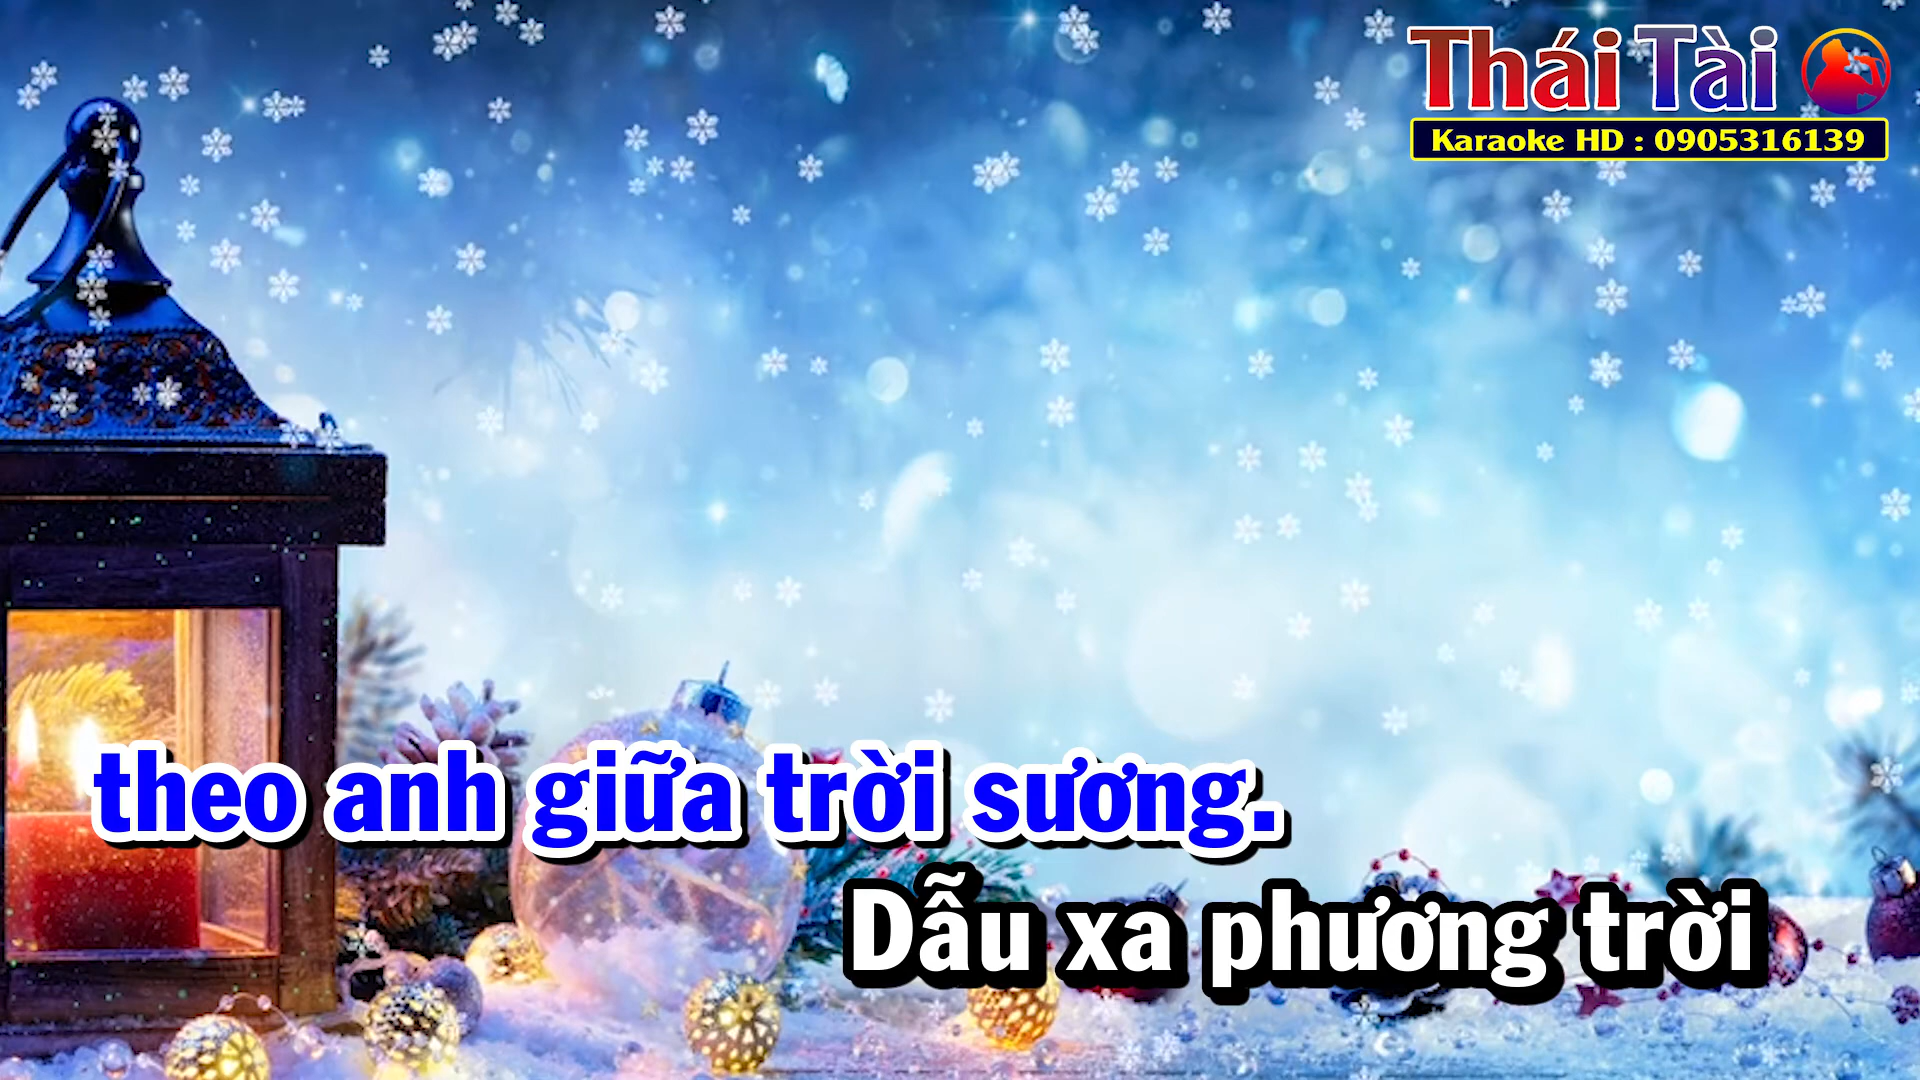 Thái Tài
Karaoke HD : 0905316139
theo anh giữa trời sương.
Dẫu xa phương trời